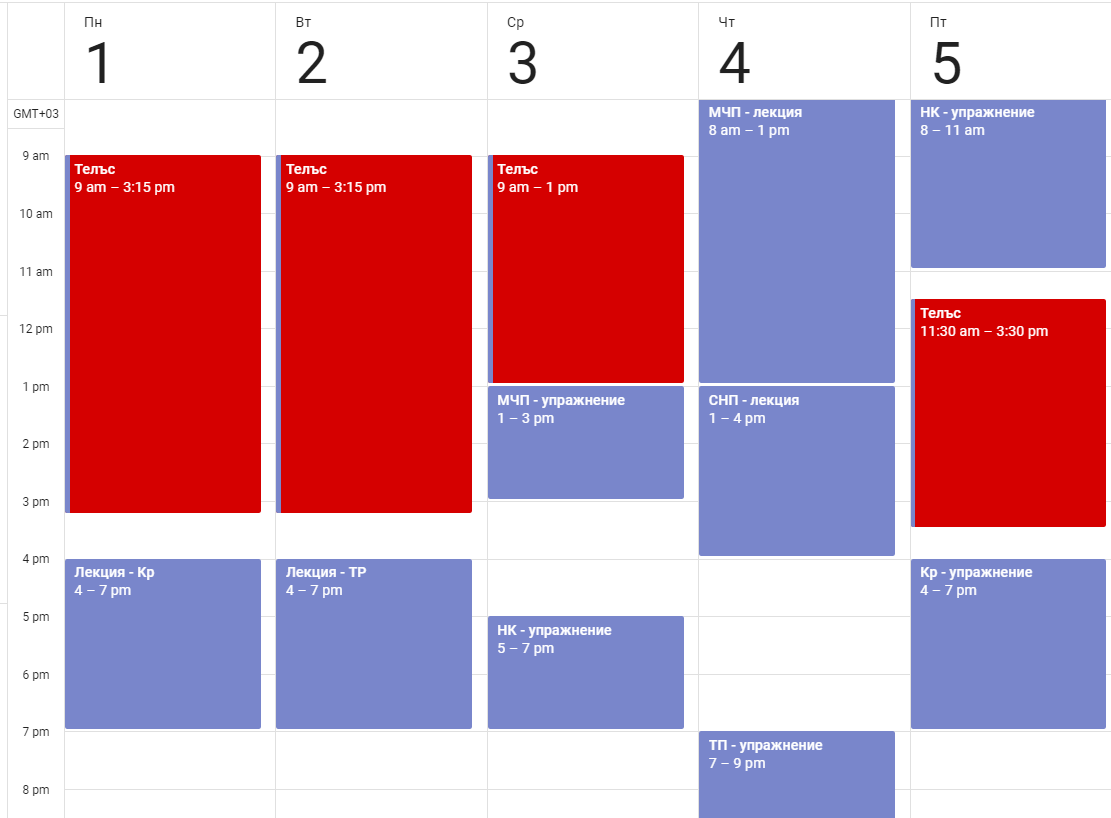 Пн
Вт
Ср
Чт
Пт
1
2
3
4
5
GMT+03
9 am
10 am
11 am
12 pm
1 pm
2 pm
3 pm
4 pm
5 pm
6 pm
7 pm
8 pm
Телъс
9 am – 3:15 pm
Лекция - Кр
4 – 7 pm
Телъс
9 am – 3:15 pm
Лекция - ТР
4 – 7 pm
Телъс
9 am – 1 pm
МЧП - упражнение
1 – 3 pm
НК - упражнение
5 – 7 pm
МЧП - лекция
8 am – 1 pm
СНП - лекция
1 – 4 pm
ТП - упражнение
7 – 9 pm
НК - упражнение
8 – 11 am
Телъс
11:30 am – 3:30 pm
Кр - упражнение
4 – 7 pm